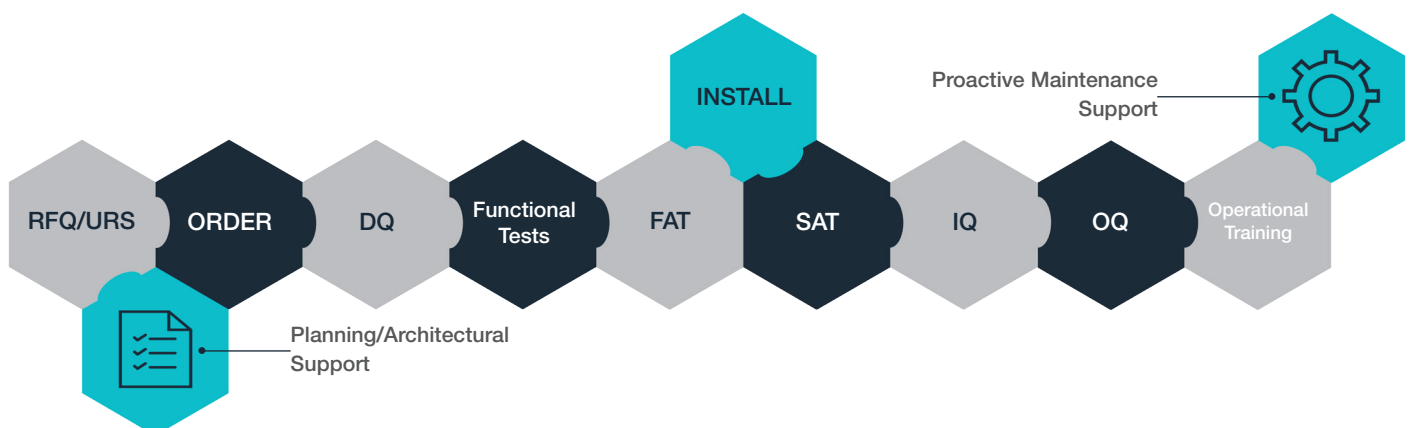 INSTALL
Proactive Maintenance
Support
RFQ/URS
ORDER
DQ
Functional
Tests
FAT
SAT
IQ
OQ
Operational
Training
Planning/Architectural
Support